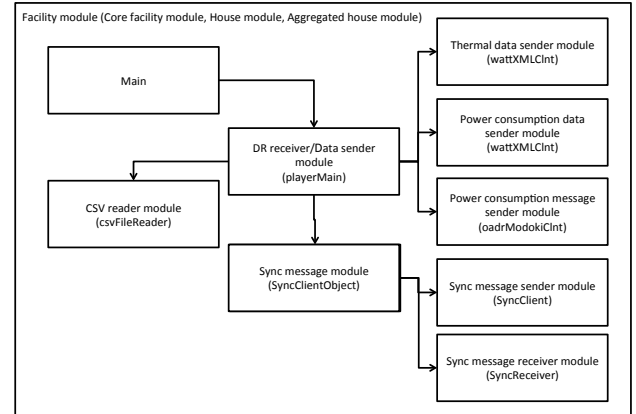 Facility module (Core facility module, House module, Aggregated house module)
Main
DR receiver/Data sender
module
(playerMain)
CSV reader module
(csvFileReader)
Sync message module
(SyncClientObject)
Thermal data sender module
(wattXMLClnt)
Power consumption data
sender module
(wattXMLClnt)
Power consumption message
sender module
(oadrModokiClnt)
Sync message sender module
(SyncClient)
Sync message receiver module
(SyncReceiver)